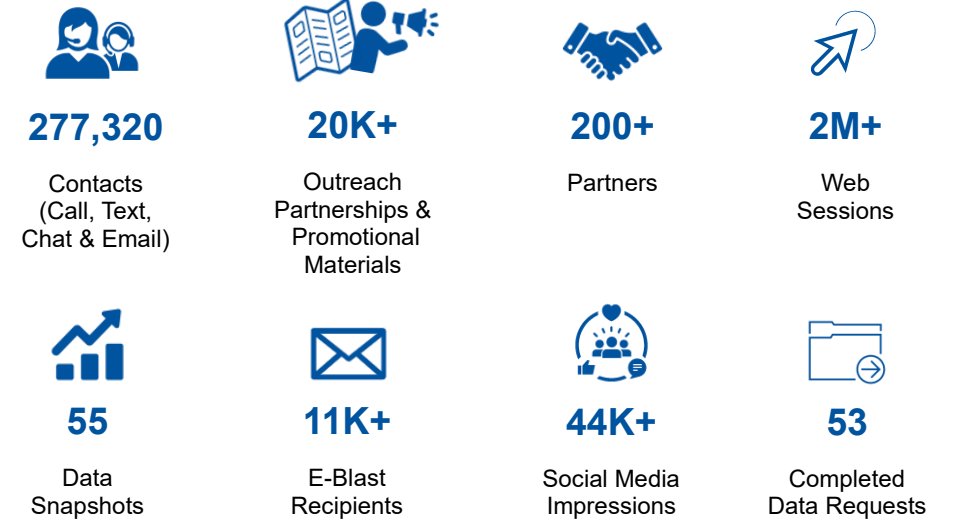 277,320
Contacts
(Call, Text,
Chat & Email)
20K+
Outreach
Partnerships &
Promotional
Materials
200+
Partners
2M+
Web
Sessions
55
Data
Snapshots
11K+
E-Blast
Recipients
44K+
Social Media
Impressions
53
Completed
Data Requests